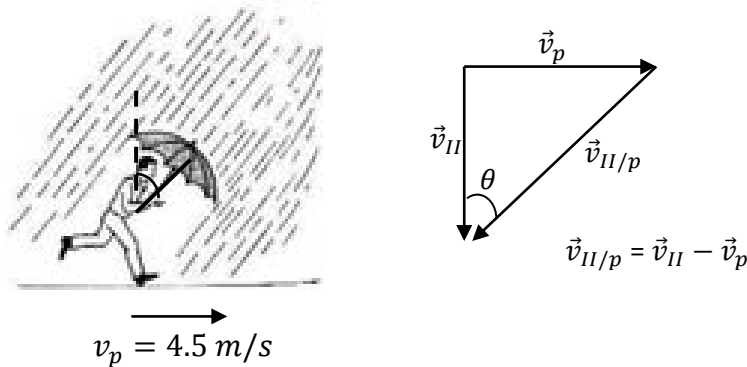 v⃗_p
v⃗_II
v⃗_II/p
θ
v⃗_II/p = v⃗_II − v⃗_p
v_p = 4.5 m/s